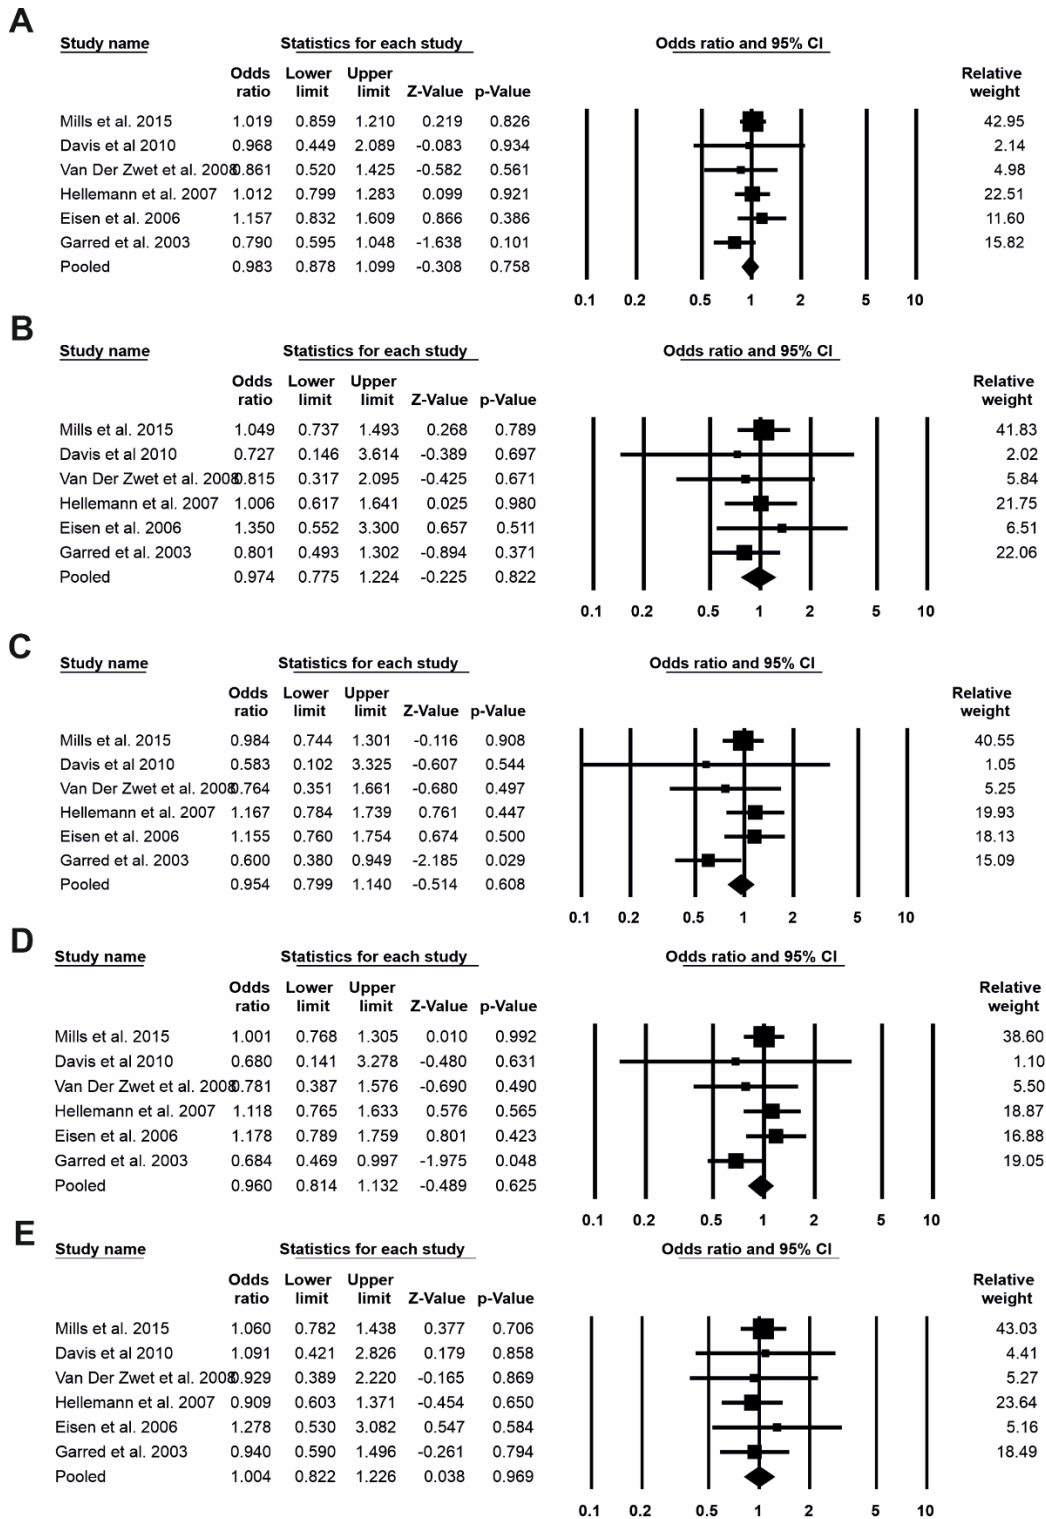 A
Study name Statistics for each study Odds ratio and 95% CI
Odds Lower Upper Relative
ratio limit limit Z-Value p-Value weight
Mills et al. 2015 1.019 0.859 1.210 0.219 0.826 42.95
Davis et al 2010 0.968 0.449 2.089 -0.083 0.934 2.14
Van Der Zwet et al. 2008 0.861 0.520 1.425 -0.582 0.561 4.98
Hellemann et al. 2007 1.012 0.799 1.283 0.099 0.921 22.51
Eisen et al. 2006 1.157 0.832 1.609 0.866 0.386 11.60
Garred et al. 2003 0.790 0.595 1.048 -1.638 0.101 15.82
Pooled 0.983 0.878 1.099 -0.308 0.758
0.1 0.2 0.5 1 2 5 10
B
Study name Statistics for each study Odds ratio and 95% CI
Odds Lower Upper Relative
ratio limit limit Z-Value p-Value weight
Mills et al. 2015 1.049 0.737 1.493 0.268 0.789 41.83
Davis et al 2010 0.727 0.146 3.614 -0.389 0.697 2.02
Van Der Zwet et al. 2008 0.815 0.317 2.095 -0.425 0.671 5.84
Hellemann et al. 2007 1.006 0.617 1.641 0.025 0.980 21.75
Eisen et al. 2006 1.350 0.552 3.300 0.657 0.511 6.51
Garred et al. 2003 0.801 0.493 1.302 -0.894 0.371 22.06
Pooled 0.974 0.775 1.224 -0.225 0.822
0.1 0.2 0.5 1 2 5 10
C
Study name Statistics for each study Odds ratio and 95% CI
Odds Lower Upper Relative
ratio limit limit Z-Value p-Value weight
Mills et al. 2015 0.984 0.744 1.301 -0.116 0.908 40.55
Davis et al 2010 0.583 0.102 3.325 -0.607 0.544 1.05
Van Der Zwet et al. 2008 0.764 0.351 1.661 -0.680 0.497 5.25
Hellemann et al. 2007 1.167 0.784 1.739 0.761 0.447 19.93
Eisen et al. 2006 1.155 0.760 1.754 0.674 0.500 18.13
Garred et al. 2003 0.600 0.380 0.949 -2.185 0.029 15.09
Pooled 0.954 0.799 1.140 -0.514 0.608
0.1 0.2 0.5 1 2 5 10
D
Study name Statistics for each study Odds ratio and 95% CI
Odds Lower Upper Relative
ratio limit limit Z-Value p-Value weight
Mills et al. 2015 1.001 0.768 1.305 0.010 0.992 38.60
Davis et al 2010 0.680 0.141 3.278 -0.480 0.631 1.10
Van Der Zwet et al. 2008 0.781 0.387 1.576 -0.690 0.490 5.50
Hellemann et al. 2007 1.118 0.765 1.633 0.576 0.565 18.87
Eisen et al. 2006 1.178 0.789 1.759 0.801 0.423 16.88
Garred et al. 2003 0.684 0.469 0.997 -1.975 0.048 19.05
Pooled 0.960 0.814 1.132 -0.489 0.625
0.1 0.2 0.5 1 2 5 10
E
Study name Statistics for each study Odds ratio and 95% CI
Odds Lower Upper Relative
ratio limit limit Z-Value p-Value weight
Mills et al. 2015 1.060 0.782 1.438 0.377 0.706 43.03
Davis et al 2010 1.091 0.421 2.826 0.179 0.858 4.41
Van Der Zwet et al. 2008 0.929 0.389 2.220 -0.165 0.869 5.27
Hellemann et al. 2007 0.909 0.603 1.371 -0.454 0.650 23.64
Eisen et al. 2006 1.278 0.530 3.082 0.547 0.584 5.16
Garred et al. 2003 0.940 0.590 1.496 -0.261 0.794 18.49
Pooled 1.004 0.822 1.226 0.038 0.969
0.1 0.2 0.5 1 2 5 10